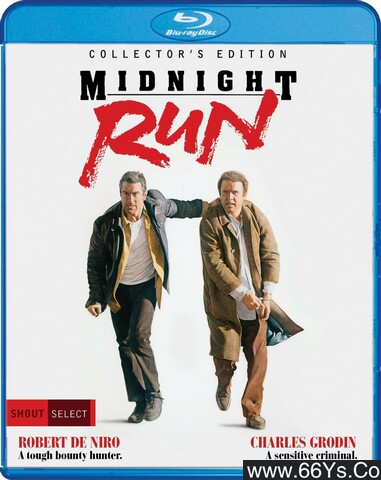 Blu-ray Disc
COLLECTOR'S EDITION
MIDNIGHT
RUN
SHOUT SELECT
ROBERT DE NIRO
A tough bounty hunter.
CHARLES GRODIN
A sensitive criminal.
www.66Ys.Co